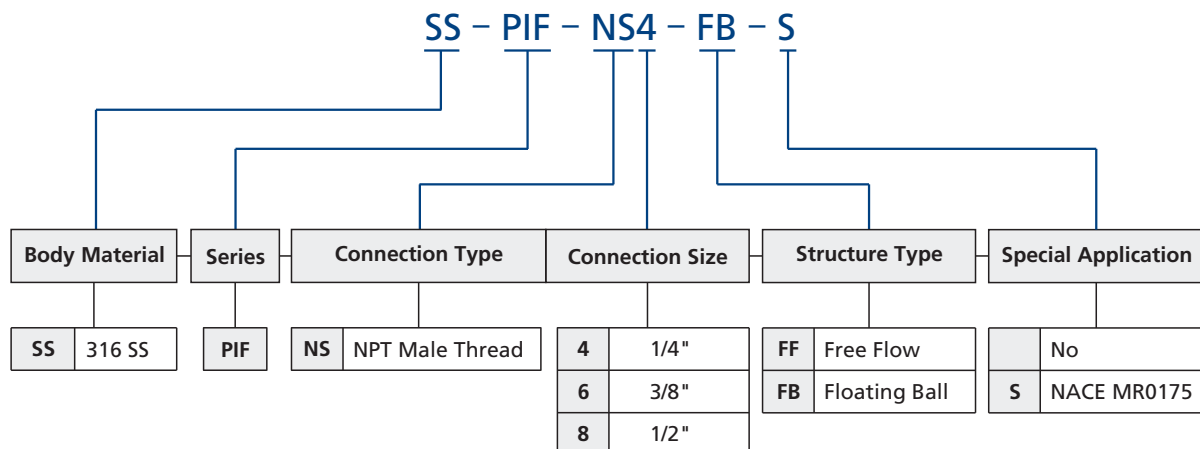 SS – PIF – NS4 – FB – S
Body Material Series Connection Type Connection Size Structure Type Special Application
SS 316 SS PIF NS NPT Male Thread 4 1/4" FF Free Flow No
6 3/8" FB Floating Ball S NACE MR0175
8 1/2"